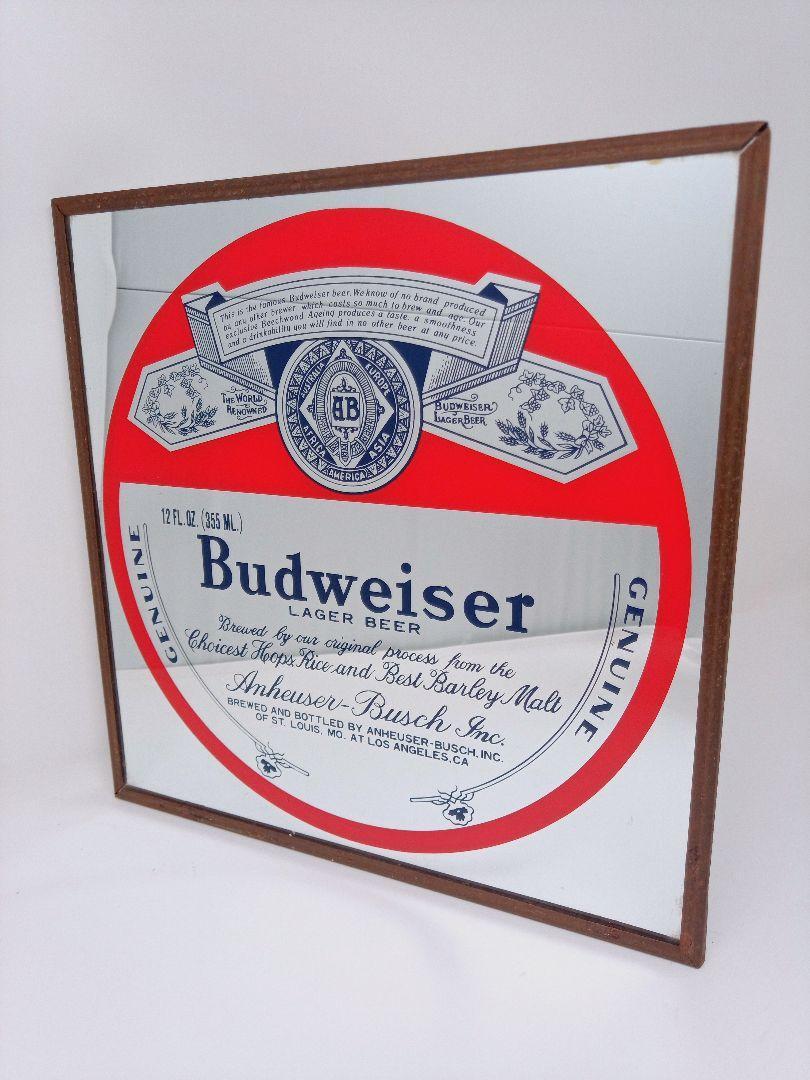 This is the famous Budweiser beer. We know of no brand produced
by any other brewer which costs so much to brew and age. Our
exclusive Beechwood Ageing produces a taste, a smoothness
and a drinkability you will find in no other beer at any price.
THE WORLD
RENOWNED
BUDWEISER
LAGER BEER
EUROPE
AB
AFRICA
AMERICA
ASIA
12 FL. OZ. (355 ML.)
Budweiser
LAGER BEER
GENUINE
GENUINE
Brewed by our original process from the
Choicest Hops, Rice and Best Barley Malt
Anheuser-Busch Inc.
BREWED AND BOTTLED BY ANHEUSER-BUSCH, INC.
OF ST. LOUIS, MO. AT LOS ANGELES, CA